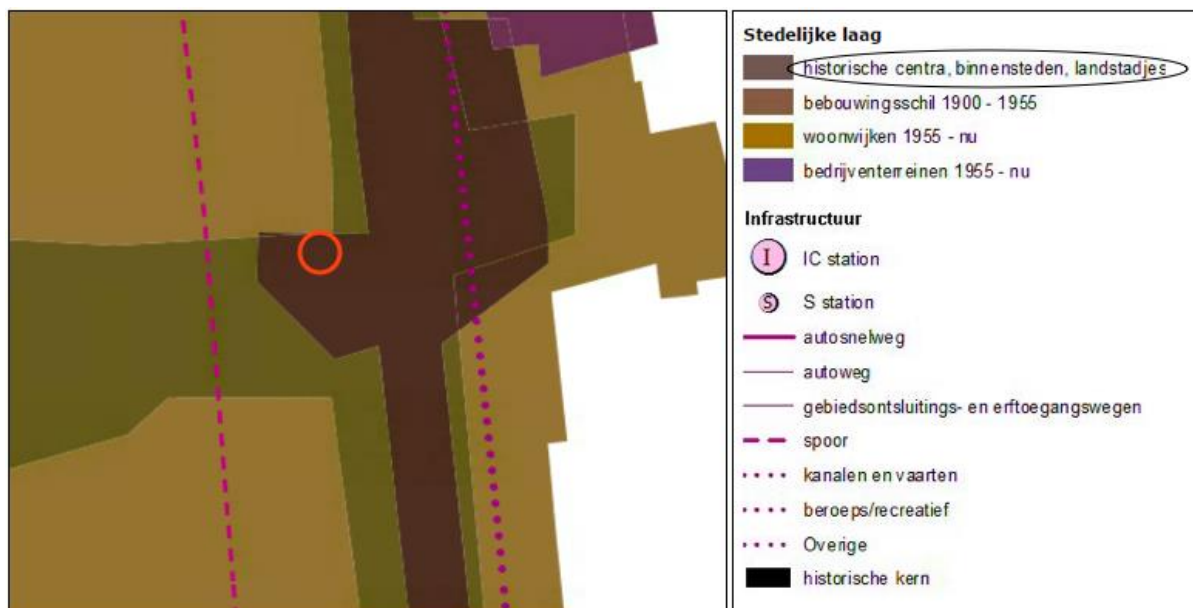 Stedelijke laag
historische centra, binnensteden, landstadjes
bebouwingsschil 1900 - 1955
woonwijken 1955 - nu
bedrijventerreinen 1955 - nu
Infrastructuur
I IC station
S S station
autosnelweg
autoweg
gebiedsontsluitings- en erftoegangswegen
spoor
kanalen en vaarten
beroeps/recreatief
Overige
historische kern